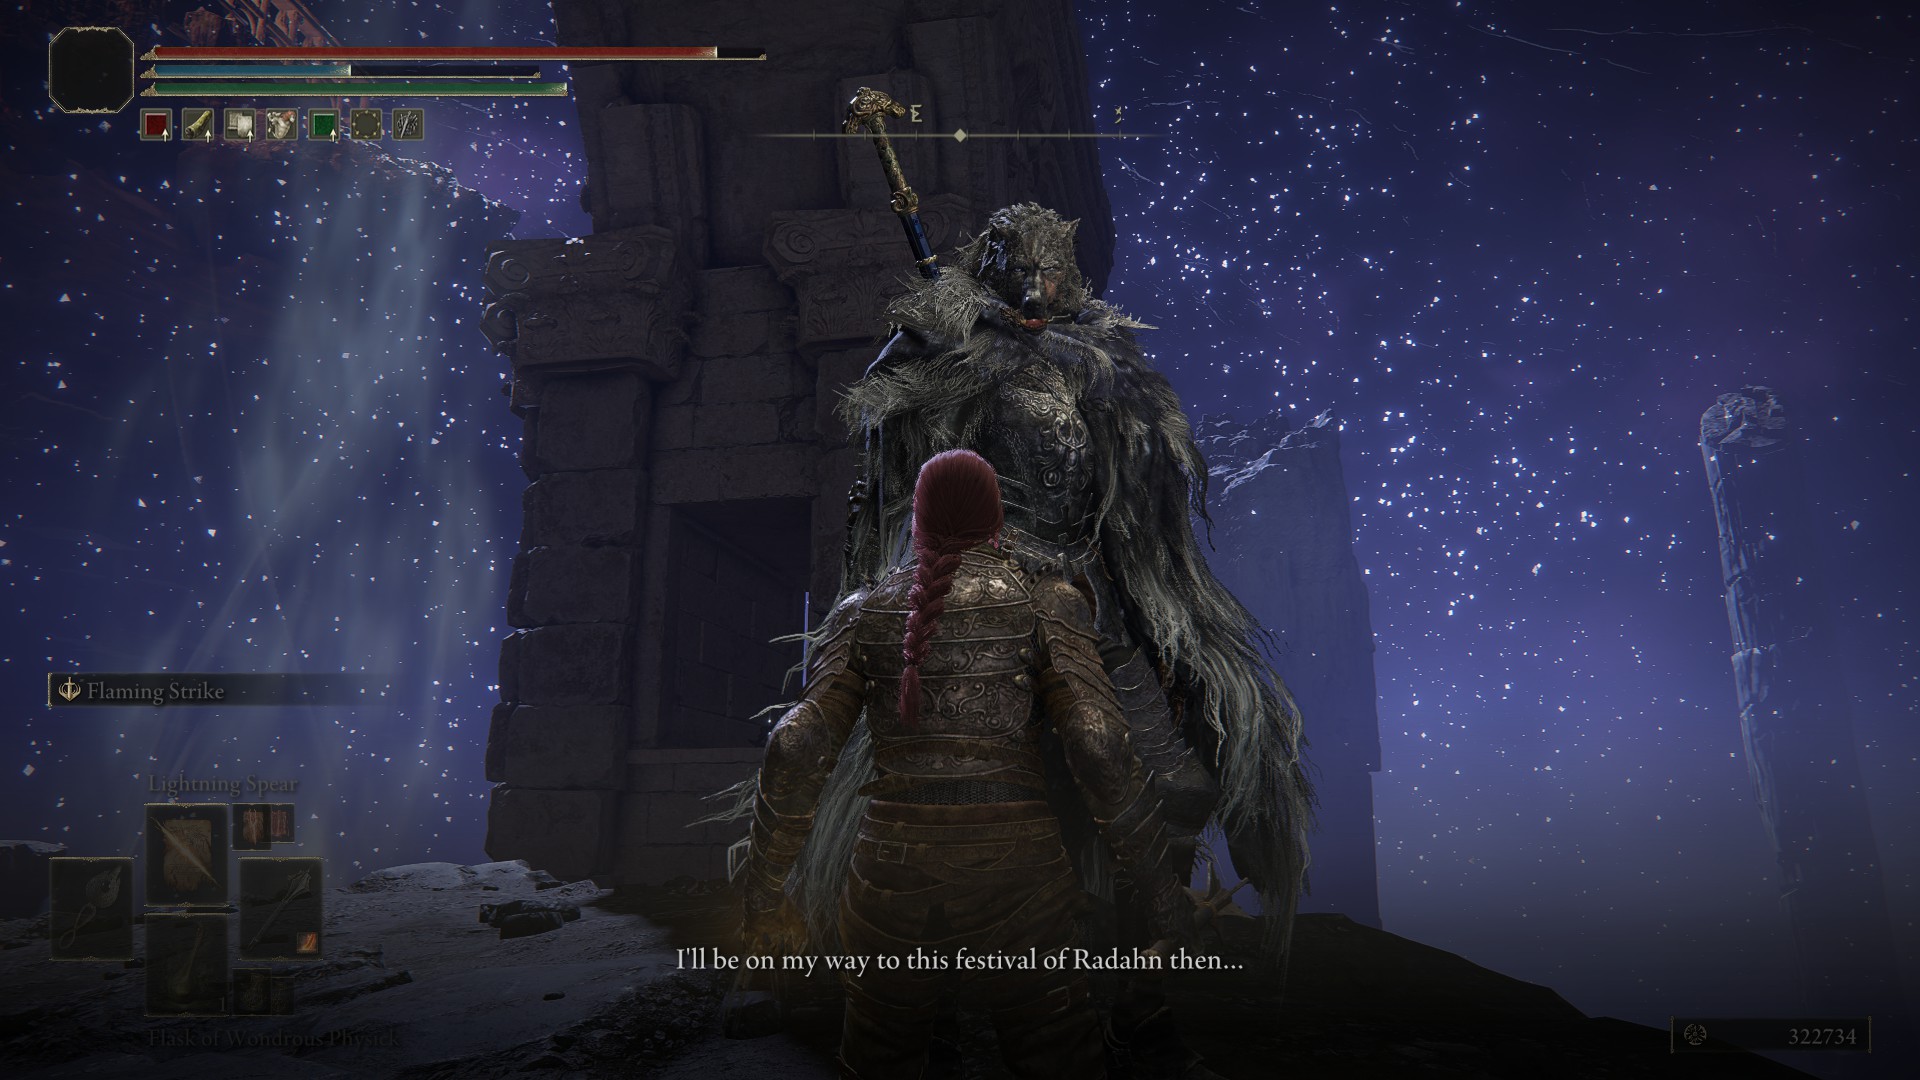 E
Flaming Strike
Lightning Spear
1
Flask of Wondrous Physick
I'll be on my way to this festival of Radahn then...
322734